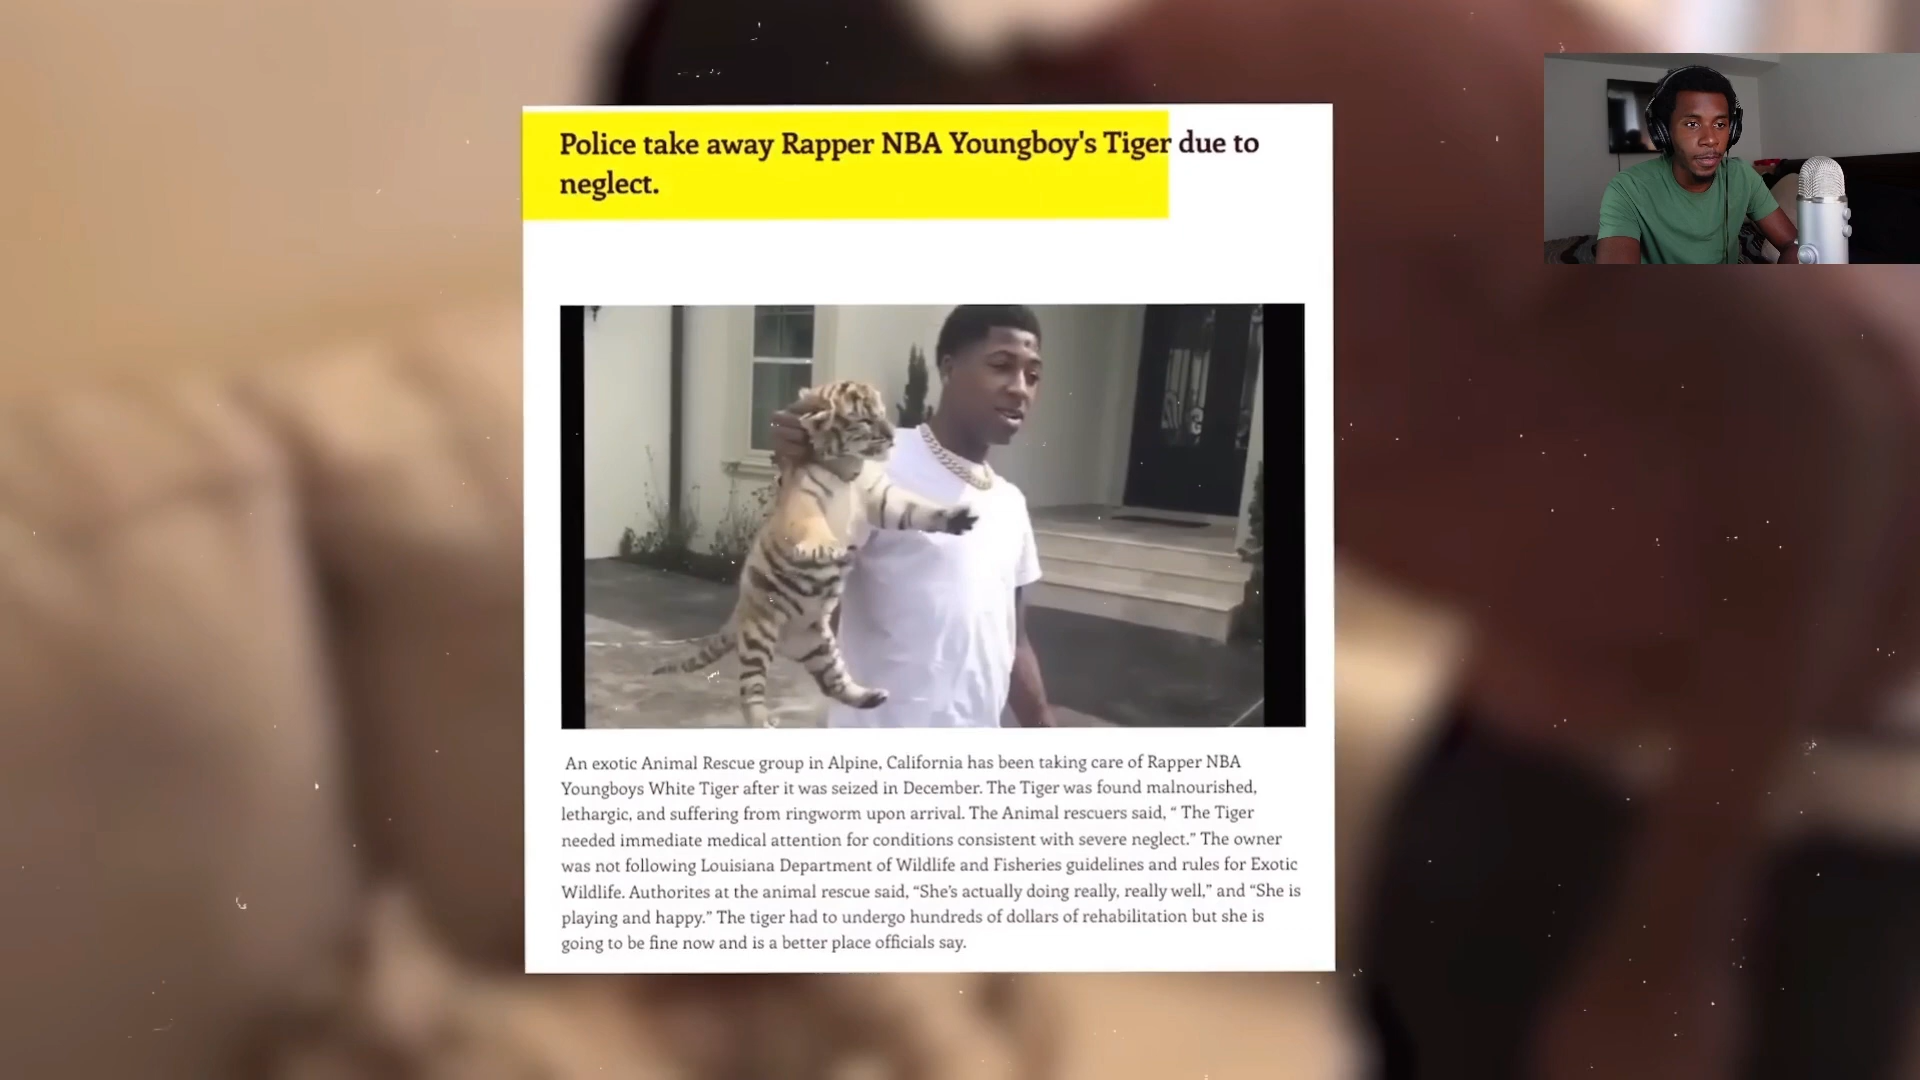 Police take away Rapper NBA Youngboy's Tiger due to
neglect.
An exotic Animal Rescue group in Alpine, California has been taking care of Rapper NBA
Youngboys White Tiger after it was seized in December. The Tiger was found malnourished,
lethargic, and suffering from ringworm upon arrival. The Animal rescuers said, “ The Tiger
needed immediate medical attention for conditions consistent with severe neglect.” The owner
was not following Louisiana Department of Wildlife and Fisheries guidelines and rules for Exotic
Wildlife. Authorites at the animal rescue said, “She’s actually doing really, really well,” and “She is
playing and happy.” The tiger had to undergo hundreds of dollars of rehabilitation but she is
going to be fine now and is a better place officials say.